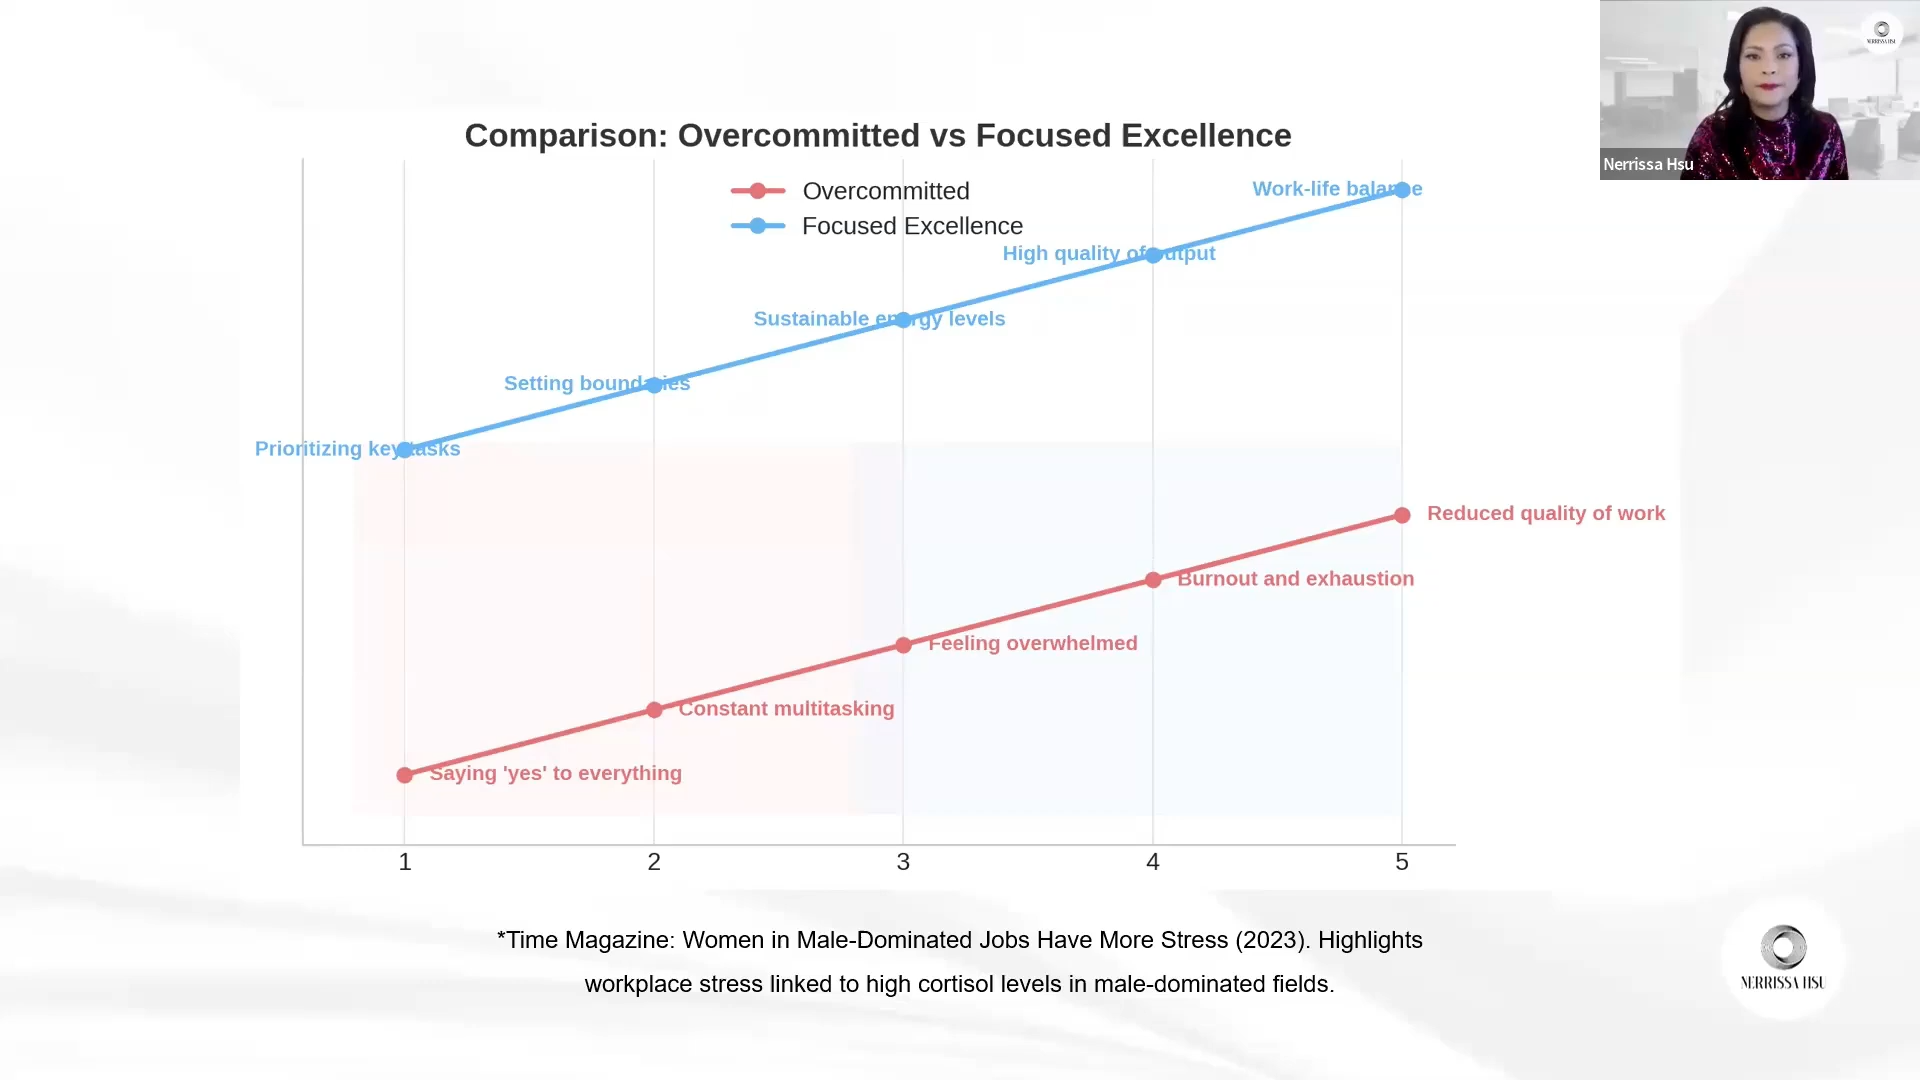 NERRISSA HSU
Nerrissa Hsu
Comparison: Overcommitted vs Focused Excellence
Overcommitted
Focused Excellence
Work-life balance
High quality of output
Sustainable energy levels
Setting boundaries
Prioritizing key tasks
Reduced quality of work
Burnout and exhaustion
Feeling overwhelmed
Constant multitasking
Saying 'yes' to everything
1 2 3 4 5
*Time Magazine: Women in Male-Dominated Jobs Have More Stress (2023). Highlights
workplace stress linked to high cortisol levels in male-dominated fields.
NERRISSA HSU